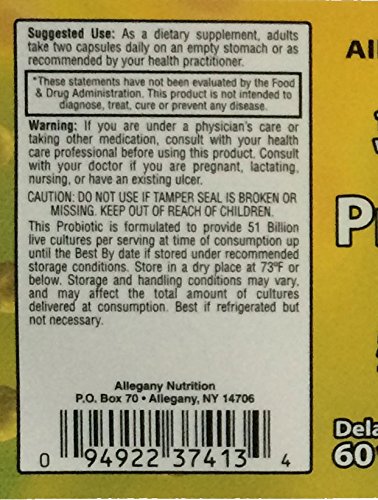 Suggested Use: As a dietary supplement, adults
take two capsules daily on an empty stomach or as
recommended by your health practitioner.
*These statements have not been evaluated by the Food
& Drug Administration. This product is not intended to
diagnose, treat, cure or prevent any disease.
Warning: If you are under a physician's care or
taking other medication, consult with your health
care professional before using this product. Consult
with your doctor if you are pregnant, lactating,
nursing, or have an existing ulcer.
CAUTION: DO NOT USE IF TAMPER SEAL IS BROKEN OR
MISSING. KEEP OUT OF REACH OF CHILDREN.
This Probiotic is formulated to provide 51 Billion
live cultures per serving at time of consumption up
until the Best By date if stored under recommended
storage conditions. Store in a dry place at 73°F or
below. Storage and handling conditions may vary,
and may affect the total amount of cultures
delivered at consumption. Best if refrigerated but
not necessary.
Allegany Nutrition
P.O. Box 70 • Allegany, NY 14706
0 94922 37413 4
Al
P
Dela
60